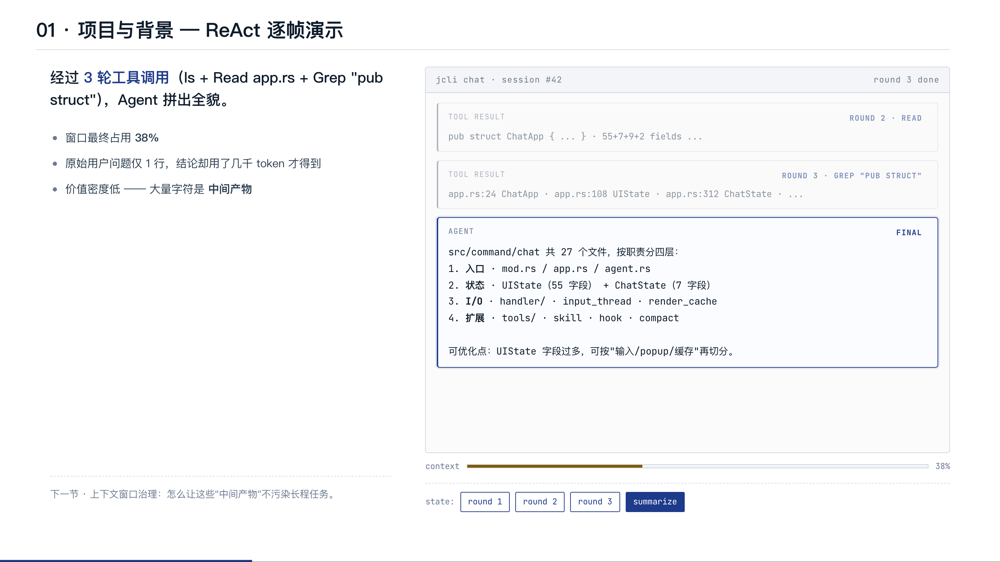 01 · 项目与背景 — ReAct 逐帧演示
经过 3 轮工具调用（ls + Read app.rs + Grep "pub
struct"），Agent 拼出全貌。
窗口最终占用 38%
原始用户问题仅 1 行，结论却用了几千 token 才得到
价值密度低 —— 大量字符是 中间产物
下一节 · 上下文窗口治理：怎么让这些"中间产物"不污染长程任务。
jcli chat · session #42
round 3 done
TOOL RESULT
ROUND 2 · READ
pub struct ChatApp { ... } · 55+7+9+2 fields ...
TOOL RESULT
ROUND 3 · GREP "PUB STRUCT"
app.rs:24 ChatApp · app.rs:108 UIState · app.rs:312 ChatState · ...
AGENT
FINAL
src/command/chat 共 27 个文件，按职责分四层：
1. 入口 · mod.rs / app.rs / agent.rs
2. 状态 · UIState（55 字段） + ChatState（7 字段）
3. I/O · handler/ · input_thread · render_cache
4. 扩展 · tools/ · skill · hook · compact
可优化点：UIState 字段过多，可按"输入/popup/缓存"再切分。
context
38%
state:
round 1
round 2
round 3
summarize